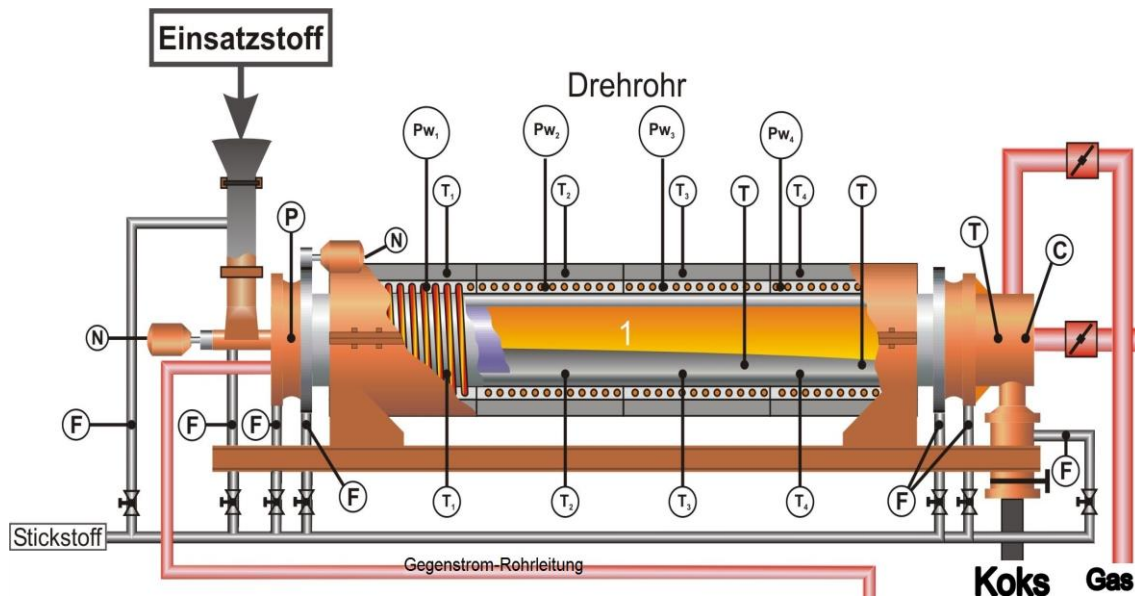 Einsatzstoff
Drehrohr
Pw₁
Pw₂
Pw₃
Pw₄
T₁
T₂
T₃
T
T₄
T
P
N
T
C
1
N
F
F
F
F
T₁
T₂
T₃
T₄
F
F
Stickstoff
Gegenstrom-Rohrleitung
Koks
Gas